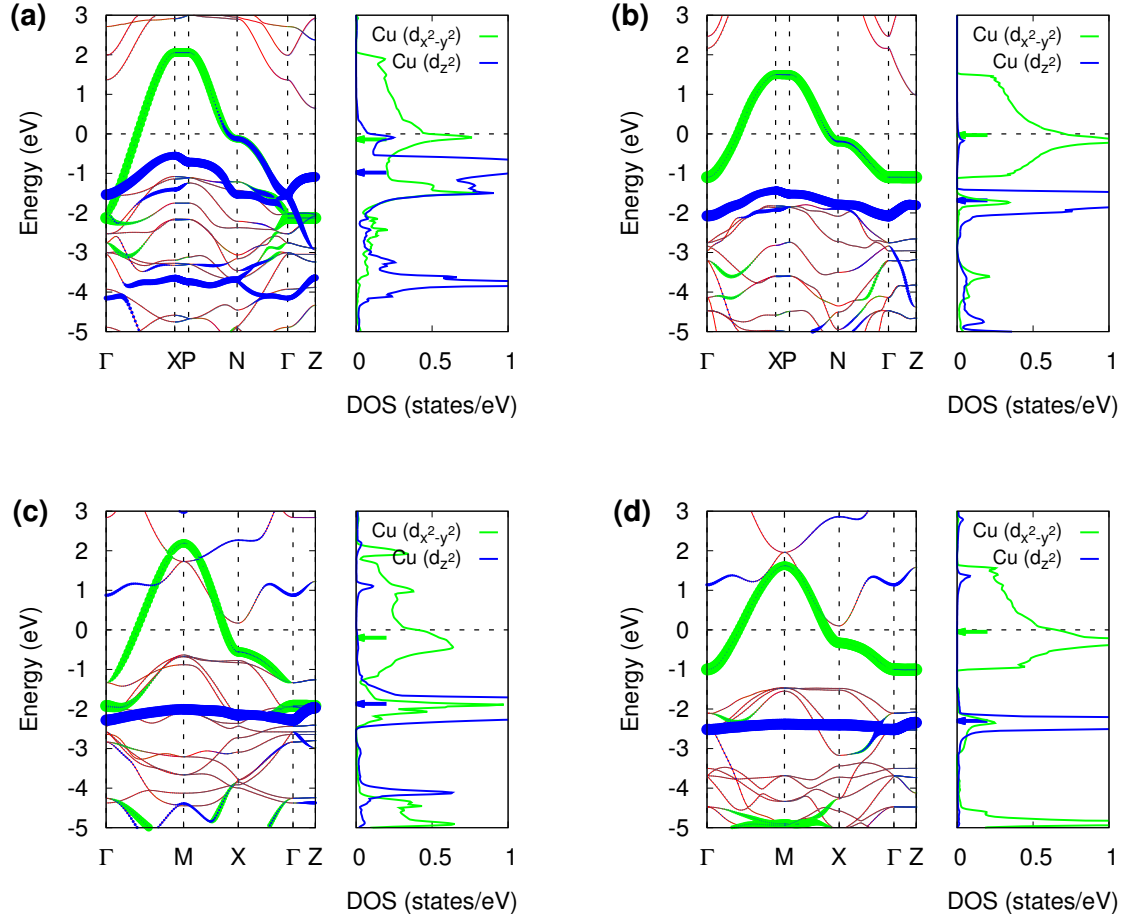 (a)
Energy (eV)
3
2
1
0
-1
-2
-3
-4
-5
Γ X P N Γ Z
Cu (dx²-y²)
Cu (dz²)
0 0.5 1
DOS (states/eV)
(b)
Energy (eV)
3
2
1
0
-1
-2
-3
-4
-5
Γ X P N Γ Z
Cu (dx²-y²)
Cu (dz²)
0 0.5 1
DOS (states/eV)
(c)
Energy (eV)
3
2
1
0
-1
-2
-3
-4
-5
Γ M X Γ Z
Cu (dx²-y²)
Cu (dz²)
0 0.5 1
DOS (states/eV)
(d)
Energy (eV)
3
2
1
0
-1
-2
-3
-4
-5
Γ M X Γ Z
Cu (dx²-y²)
Cu (dz²)
0 0.5 1
DOS (states/eV)